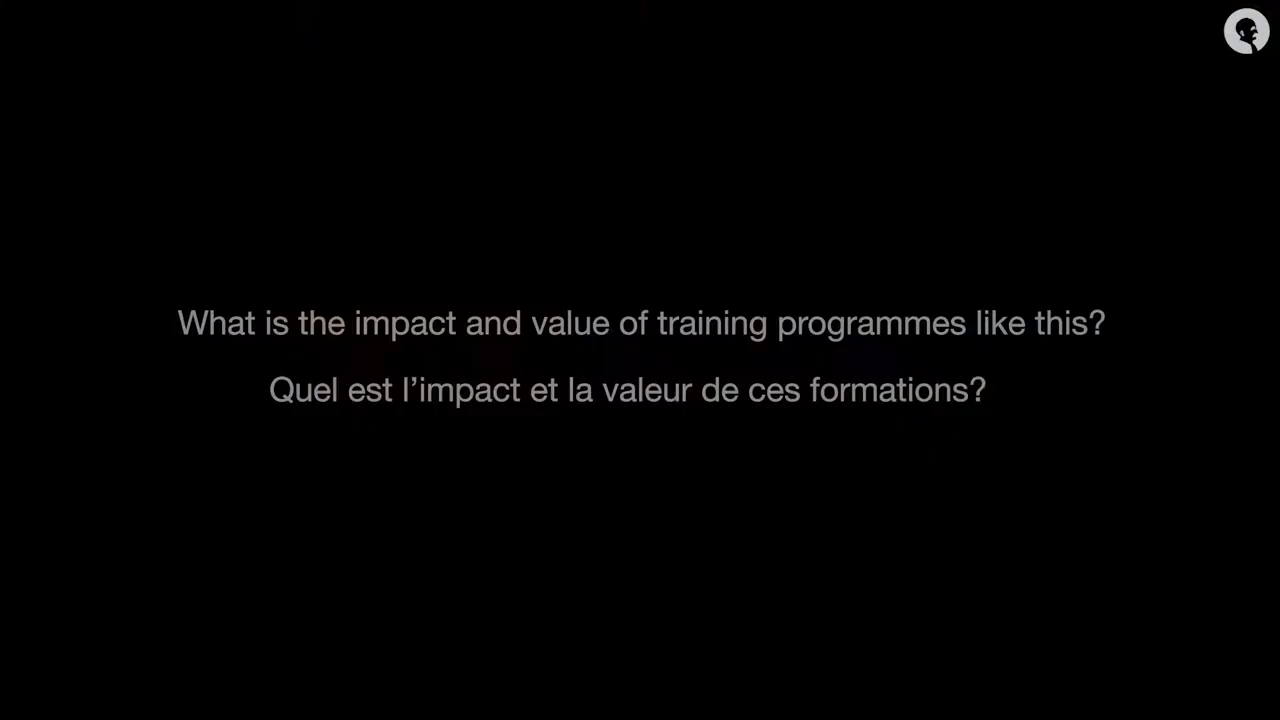 What is the impact and value of training programmes like this?
Quel est l’impact et la valeur de ces formations?